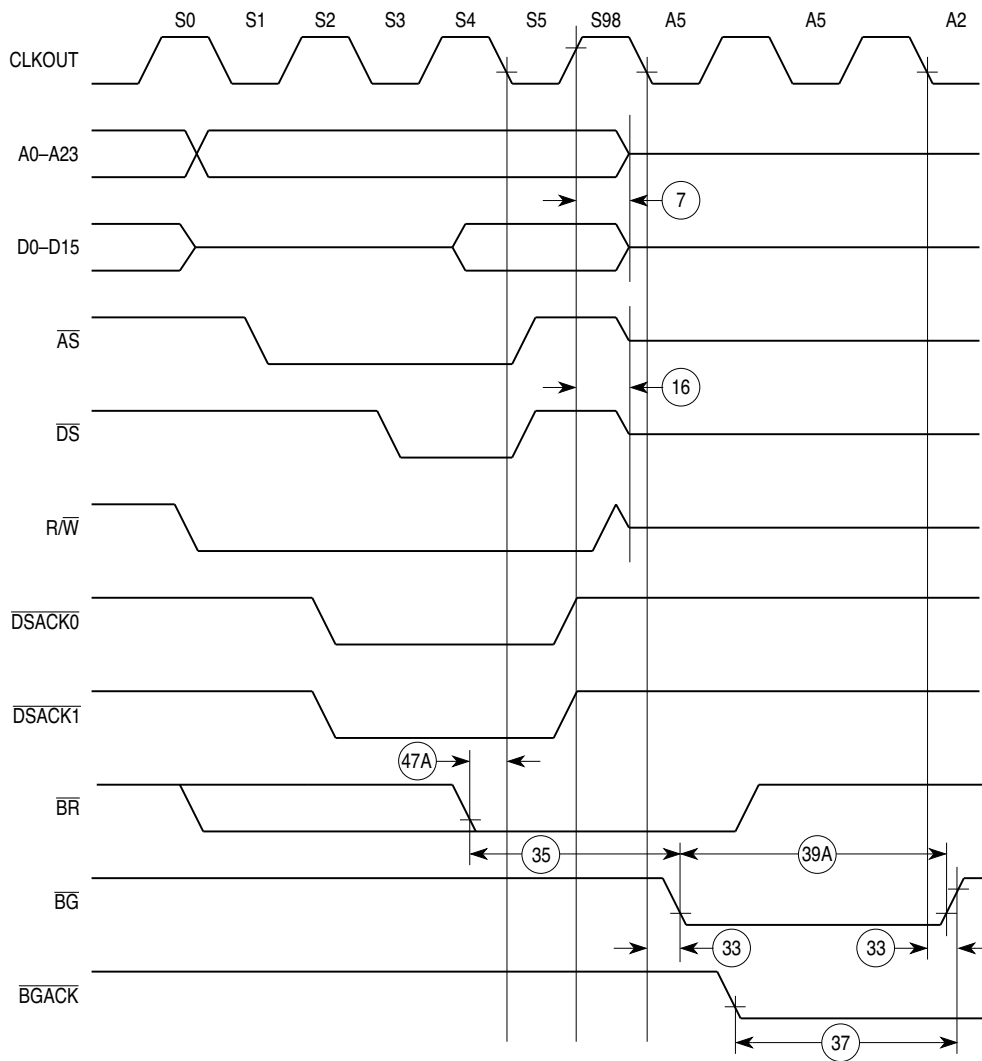 S0 S1 S2 S3 S4 S5 S98 A5 A5 A2
CLKOUT
A0–A23
7
D0–D15
AS
16
DS
R/W
DSACK0
DSACK1
47A
BR
35 39A
BG
33 33
BGACK
37